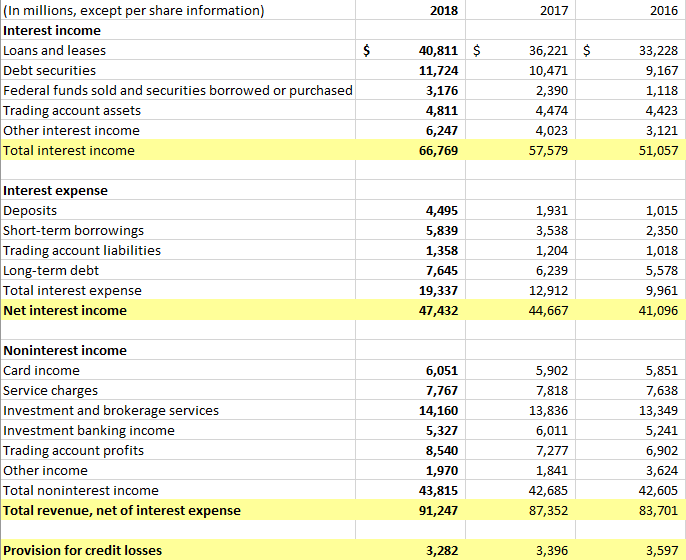 (In millions, except per share information) 2018 2017 2016
Interest income
Loans and leases $ 40,811 $ 36,221 $ 33,228
Debt securities 11,724 10,471 9,167
Federal funds sold and securities borrowed or purchased 3,176 2,390 1,118
Trading account assets 4,811 4,474 4,423
Other interest income 6,247 4,023 3,121
Total interest income 66,769 57,579 51,057
Interest expense
Deposits 4,495 1,931 1,015
Short-term borrowings 5,839 3,538 2,350
Trading account liabilities 1,358 1,204 1,018
Long-term debt 7,645 6,239 5,578
Total interest expense 19,337 12,912 9,961
Net interest income 47,432 44,667 41,096
Noninterest income
Card income 6,051 5,902 5,851
Service charges 7,767 7,818 7,638
Investment and brokerage services 14,160 13,836 13,349
Investment banking income 5,327 6,011 5,241
Trading account profits 8,540 7,277 6,902
Other income 1,970 1,841 3,624
Total noninterest income 43,815 42,685 42,605
Total revenue, net of interest expense 91,247 87,352 83,701
Provision for credit losses 3,282 3,396 3,597